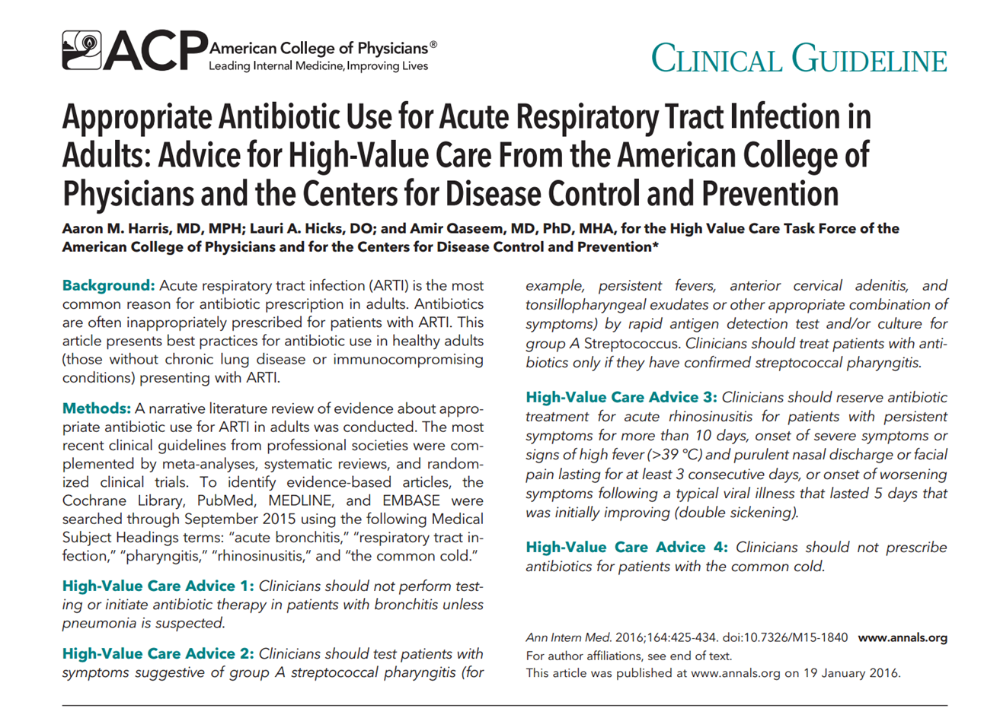 ACP American College of Physicians®
Leading Internal Medicine, Improving Lives
CLINICAL GUIDELINE
Appropriate Antibiotic Use for Acute Respiratory Tract Infection in
Adults: Advice for High-Value Care From the American College of
Physicians and the Centers for Disease Control and Prevention
Aaron M. Harris, MD, MPH; Lauri A. Hicks, DO; and Amir Qaseem, MD, PhD, MHA, for the High Value Care Task Force of the
American College of Physicians and for the Centers for Disease Control and Prevention*
Background: Acute respiratory tract infection (ARTI) is the most
common reason for antibiotic prescription in adults. Antibiotics
are often inappropriately prescribed for patients with ARTI. This
article presents best practices for antibiotic use in healthy adults
(those without chronic lung disease or immunocompromising
conditions) presenting with ARTI.
Methods: A narrative literature review of evidence about appro-
priate antibiotic use for ARTI in adults was conducted. The most
recent clinical guidelines from professional societies were com-
plemented by meta-analyses, systematic reviews, and random-
ized clinical trials. To identify evidence-based articles, the
Cochrane Library, PubMed, MEDLINE, and EMBASE were
searched through September 2015 using the following Medical
Subject Headings terms: “acute bronchitis,” “respiratory tract in-
fection,” “pharyngitis,” “rhinosinusitis,” and “the common cold.”
High-Value Care Advice 1: Clinicians should not perform test-
ing or initiate antibiotic therapy in patients with bronchitis unless
pneumonia is suspected.
High-Value Care Advice 2: Clinicians should test patients with
symptoms suggestive of group A streptococcal pharyngitis (for
example, persistent fevers, anterior cervical adenitis, and
tonsillopharyngeal exudates or other appropriate combination of
symptoms) by rapid antigen detection test and/or culture for
group A Streptococcus. Clinicians should treat patients with anti-
biotics only if they have confirmed streptococcal pharyngitis.
High-Value Care Advice 3: Clinicians should reserve antibiotic
treatment for acute rhinosinusitis for patients with persistent
symptoms for more than 10 days, onset of severe symptoms or
signs of high fever (>39 °C) and purulent nasal discharge or facial
pain lasting for at least 3 consecutive days, or onset of worsening
symptoms following a typical viral illness that lasted 5 days that
was initially improving (double sickening).
High-Value Care Advice 4: Clinicians should not prescribe
antibiotics for patients with the common cold.
Ann Intern Med. 2016;164:425-434. doi:10.7326/M15-1840 www.annals.org
For author affiliations, see end of text.
This article was published at www.annals.org on 19 January 2016.